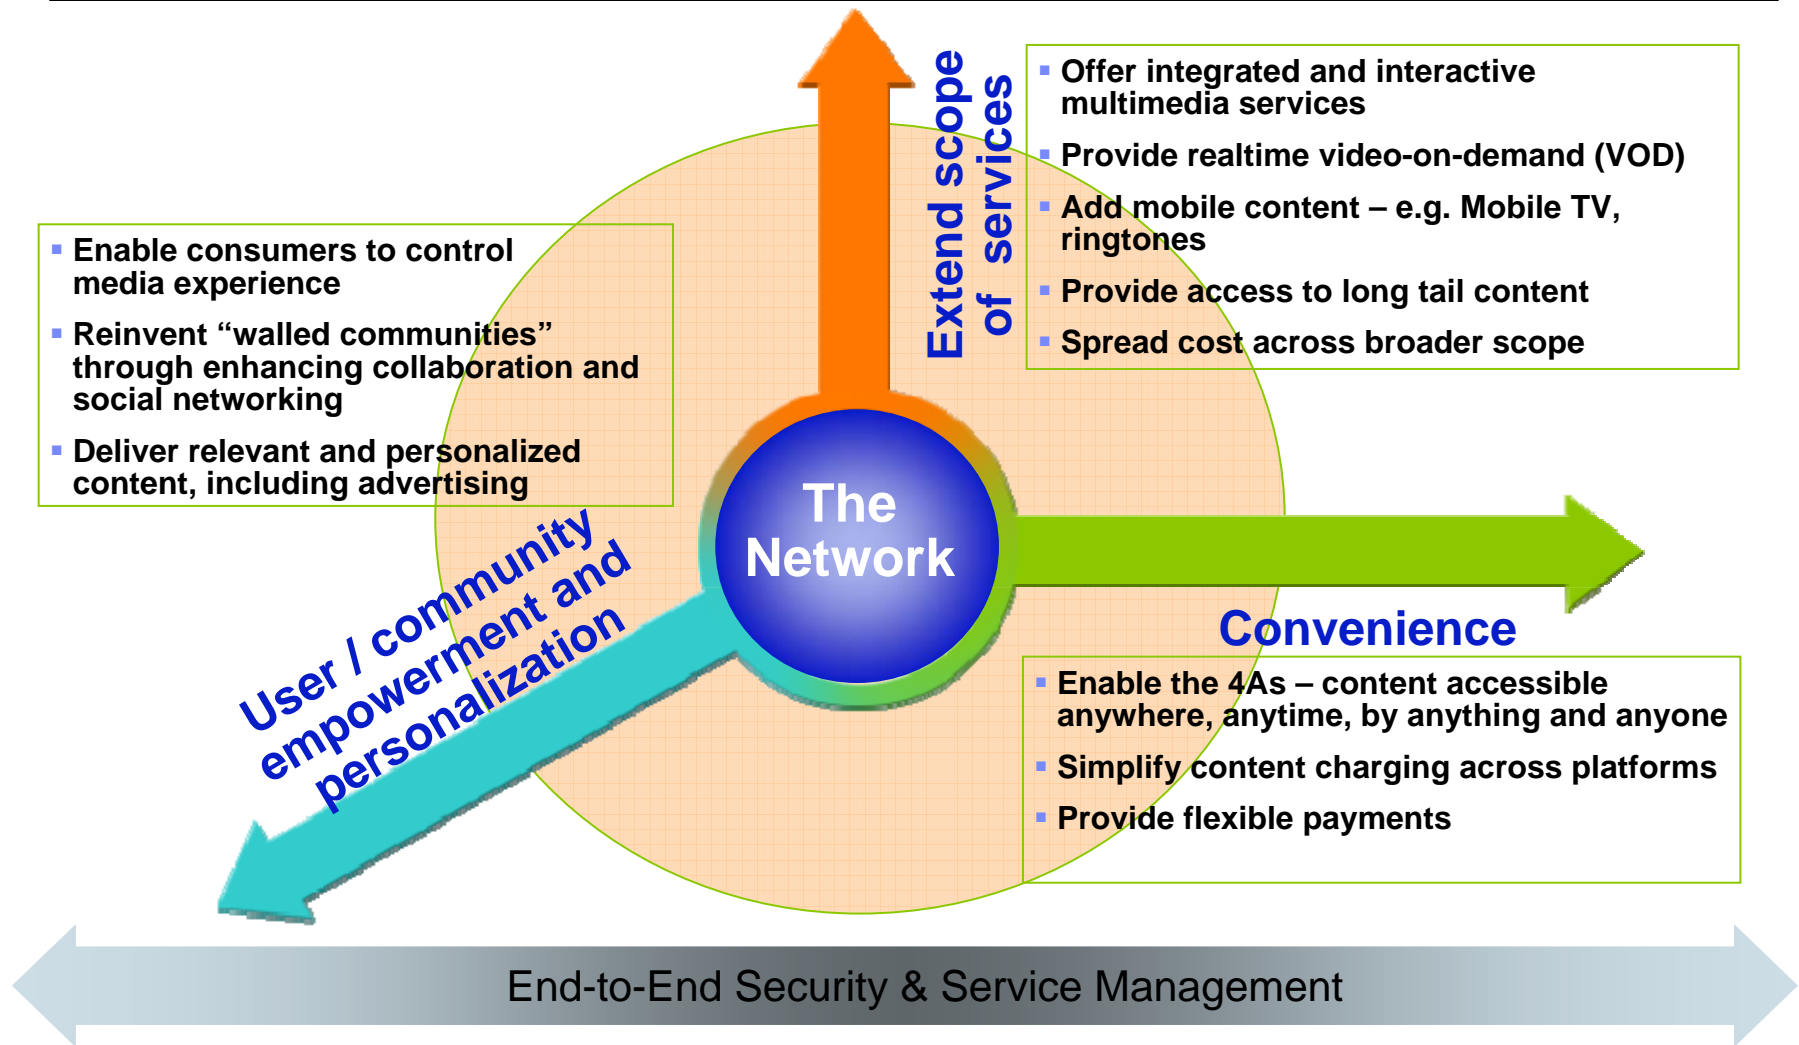 Extend scope
of services
▪ Offer integrated and interactive
multimedia services
▪ Provide realtime video-on-demand (VOD)
▪ Add mobile content – e.g. Mobile TV,
ringtones
▪ Provide access to long tail content
▪ Spread cost across broader scope
▪ Enable consumers to control
media experience
▪ Reinvent “walled communities”
through enhancing collaboration and
social networking
▪ Deliver relevant and personalized
content, including advertising
The
Network
User / community
empowerment and
personalization
Convenience
▪ Enable the 4As – content accessible
anywhere, anytime, by anything and anyone
▪ Simplify content charging across platforms
▪ Provide flexible payments
End-to-End Security & Service Management